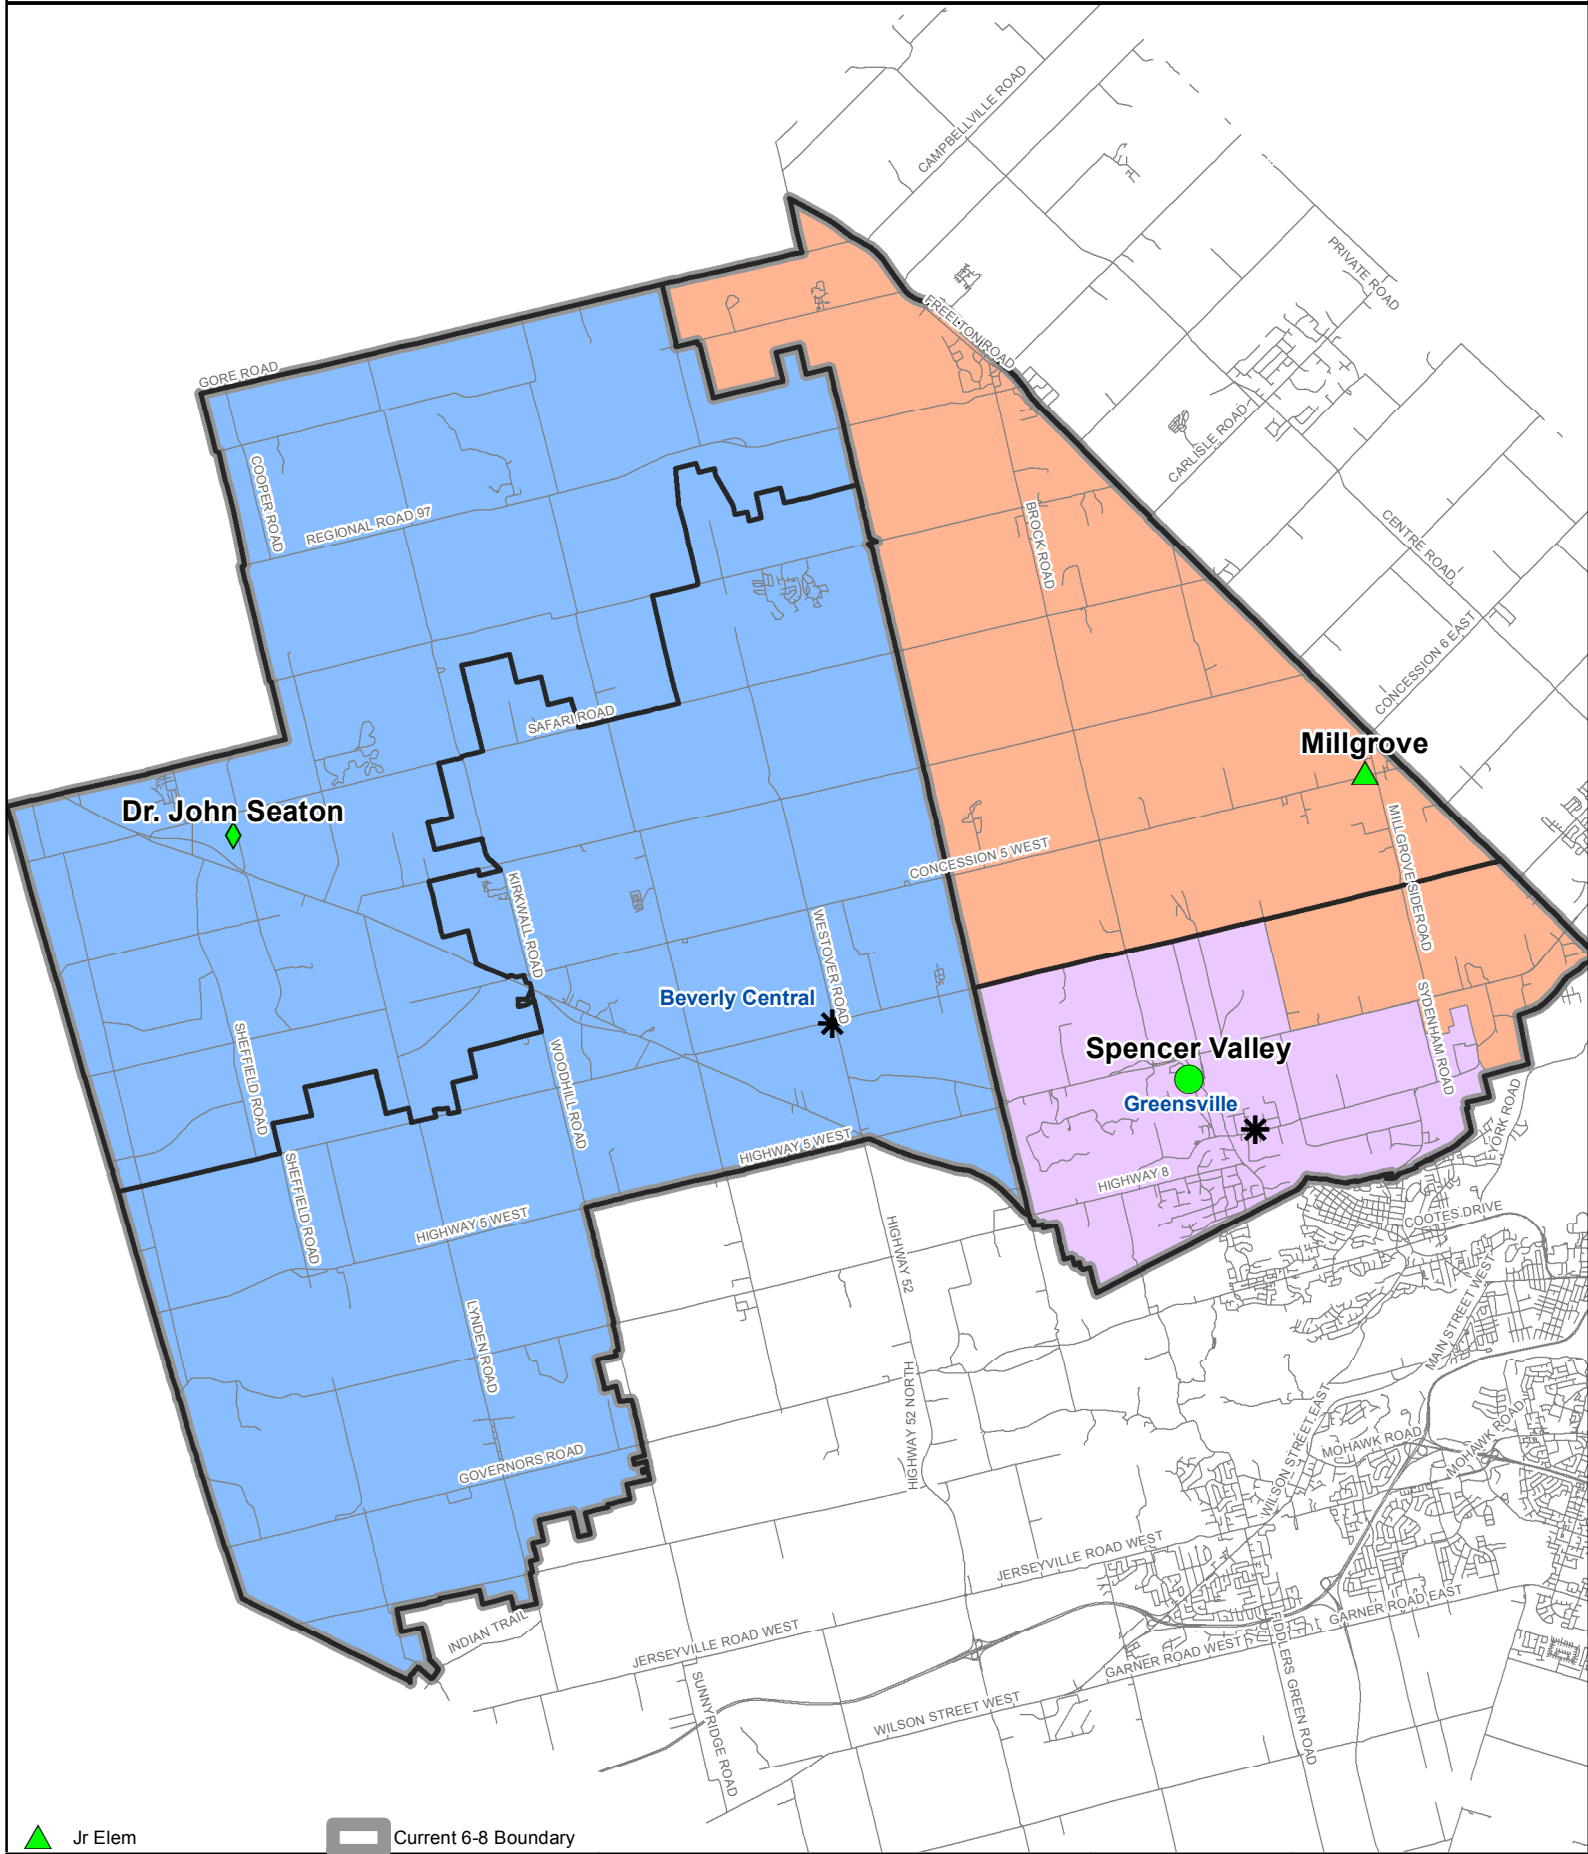 CAMPBELLVILLE ROAD
PRIVATE ROAD
FREELTON ROAD
GORE ROAD
CARLISLE ROAD
COOPER ROAD
REGIONAL ROAD 97
BROCK ROAD
CENTRE ROAD
CONCESSION 6 EAST
SAFARI ROAD
Millgrove
Dr. John Seaton
MILLGROVE SIDEROAD
CONCESSION 5 WEST
KIRKWALL ROAD
WESTOVER ROAD
Beverly Central
SYDENHAM ROAD
SHEFFIELD ROAD
WOODHILL ROAD
Spencer Valley
Greensville
YORK ROAD
HIGHWAY 5 WEST
HIGHWAY 8
SHEFFIELD ROAD
HIGHWAY 5 WEST
COOTES DRIVE
HIGHWAY 52
MAIN STREET WEST
LYNDEN ROAD
HIGHWAY 52 NORTH
WILSON STREET EAST
MOHAWK ROAD
MOHAWK ROAD
GOVERNORS ROAD
JERSEYVILLE ROAD WEST
GARNER ROAD EAST
INDIAN TRAIL
JERSEYVILLE ROAD WEST
GARNER ROAD WEST
FIDDLERS GREEN ROAD
SUNNYRIDGE ROAD
WILSON STREET WEST
Jr Elem
Current 6-8 Boundary